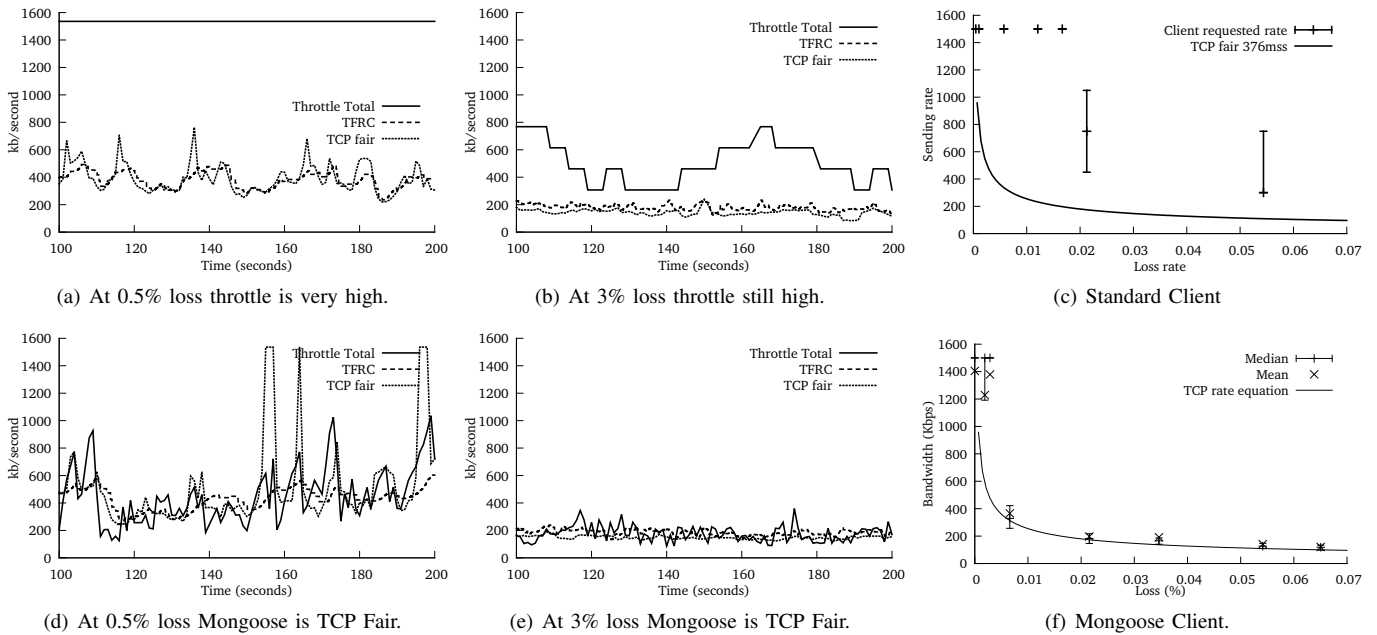 1600
1400
1200
1000
800
600
400
200
0
kb/second
100
120
140
160
180
200
Time (seconds)
Throttle Total
TFRC
TCP fair
(a) At 0.5% loss throttle is very high.
1600
1400
1200
1000
800
600
400
200
0
kb/second
100
120
140
160
180
200
Time (seconds)
Throttle Total
TFRC
TCP fair
(b) At 3% loss throttle still high.
1600
1400
1200
1000
800
600
400
200
0
Sending rate
0
0.01
0.02
0.03
0.04
0.05
0.06
0.07
Loss rate
Client requested rate
TCP fair 376mss
(c) Standard Client
1600
1400
1200
1000
800
600
400
200
0
kb/second
100
120
140
160
180
200
Time (seconds)
Throttle Total
TFRC
TCP fair
(d) At 0.5% loss Mongoose is TCP Fair.
1600
1400
1200
1000
800
600
400
200
0
kb/second
100
120
140
160
180
200
Time (seconds)
Throttle Total
TFRC
TCP fair
(e) At 3% loss Mongoose is TCP Fair.
1600
1400
1200
1000
800
600
400
200
0
Bandwidth (Kbps)
0
0.01
0.02
0.03
0.04
0.05
0.06
0.07
Loss (%)
Median
Mean
TCP rate equation
(f) Mongoose Client.